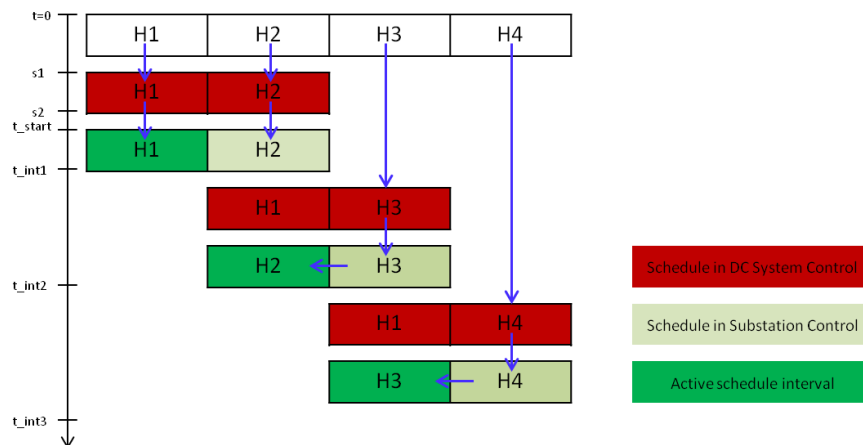 t=0
H1 H2 H3 H4
s1
H1 H2
s2
t_start
H1 H2
t_int1
H1 H3
H2 H3
Schedule in DC System Control
t_int2
H1 H4
Schedule in Substation Control
H3 H4
Active schedule interval
t_int3